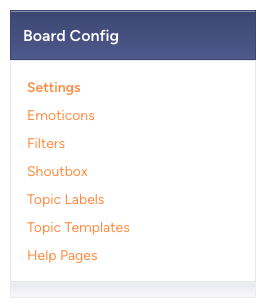 Board Config
Settings
Emoticons
Filters
Shoutbox
Topic Labels
Topic Templates
Help Pages